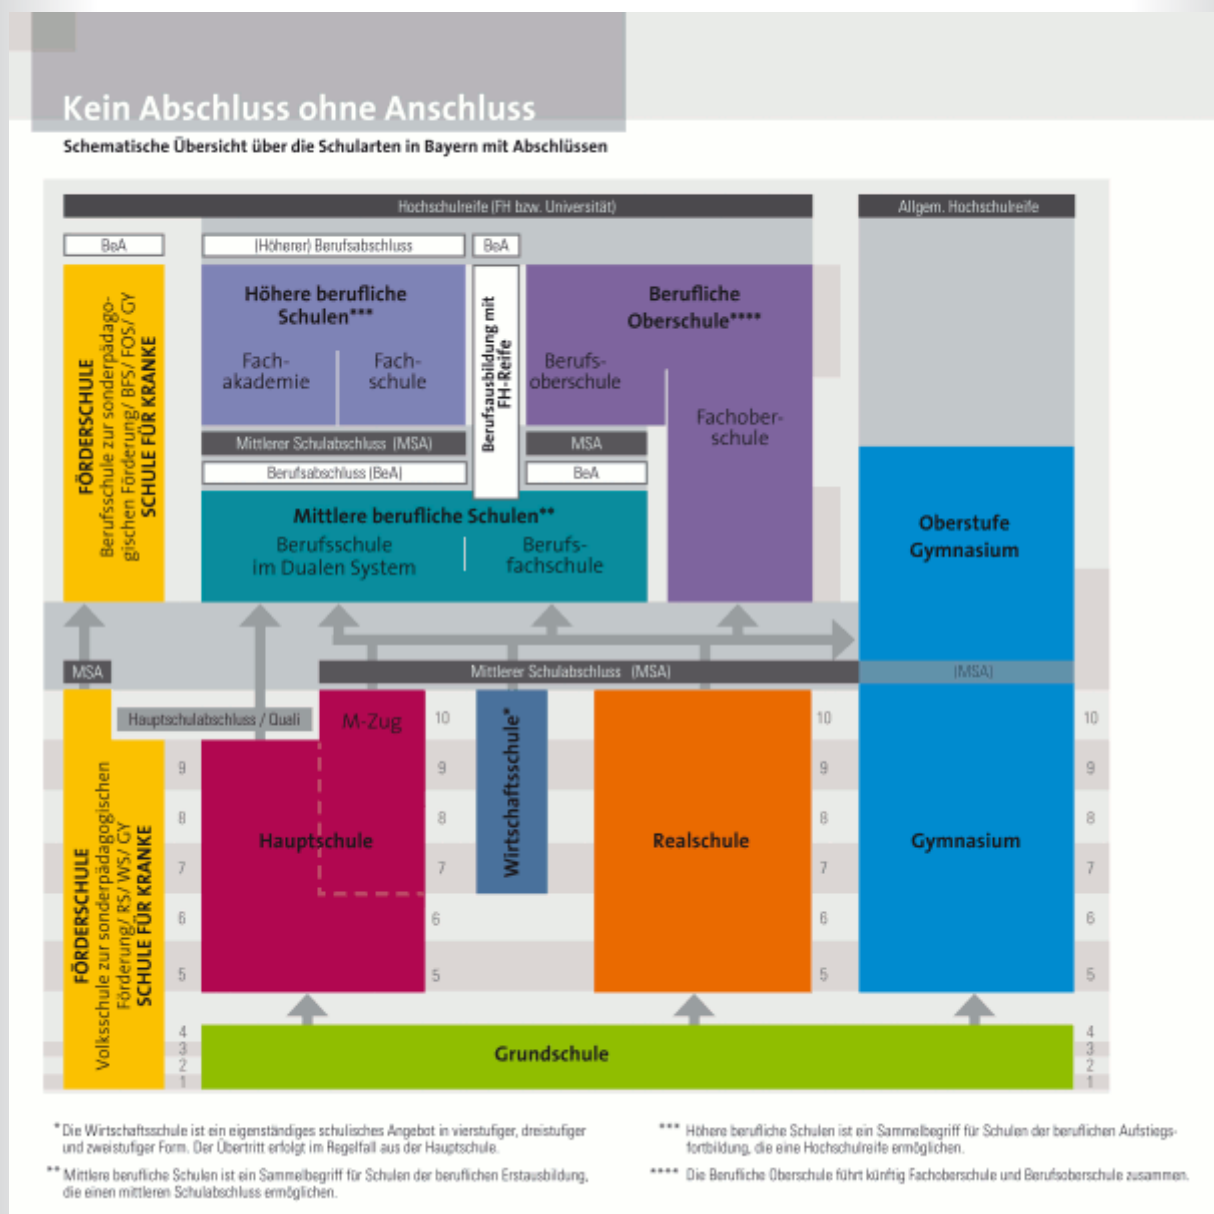 Kein Abschluss ohne Anschluss
Schematische Übersicht über die Schularten in Bayern mit Abschlüssen
Hochschulreife (FH bzw. Universität)
Allgem. Hochschulreife
BeA
(Höherer) Berufsabschluss
BeA
FÖRDERSCHULE
Berufsschule zur sonderpädago-
gischen Förderung/ BFS/ FOS/ GY
SCHULE FÜR KRANKE
Höhere berufliche
Schulen***
Fach-
akademie
Fach-
schule
Berufsausbildung mit
FH-Reife
Berufliche
Oberschule****
Berufs-
oberschule
Fachober-
schule
Mittlerer Schulabschluss (MSA)
MSA
Berufsabschluss (BeA)
BeA
Mittlere berufliche Schulen**
Berufsschule
im Dualen System
Berufs-
fachschule
Oberstufe
Gymnasium
MSA
Mittlerer Schulabschluss (MSA)
(MSA)
Hauptschulabschluss / Quali
M-Zug
10
10
10
9
9
9
9
8
8
8
8
7
7
7
7
6
6
6
6
5
5
5
5
FÖRDERSCHULE
Volksschule zur sonderpädagogischen
Förderung/ RS/ WS/ GY
SCHULE FÜR KRANKE
Hauptschule
Wirtschaftsschule*
Realschule
Gymnasium
4
3
2
1
Grundschule
4
3
2
1
* Die Wirtschaftsschule ist ein eigenständiges schulisches Angebot in vierstufiger, dreistufiger
und zweistufiger Form. Der Übertritt erfolgt im Regelfall aus der Hauptschule.
** Mittlere berufliche Schulen ist ein Sammelbegriff für Schulen der beruflichen Erstausbildung,
die einen mittleren Schulabschluss ermöglichen.
*** Höhere berufliche Schulen ist ein Sammelbegriff für Schulen der beruflichen Aufstiegs-
fortbildung, die eine Hochschulreife ermöglichen.
**** Die Berufliche Oberschule führt künftig Fachoberschule und Berufsoberschule zusammen.